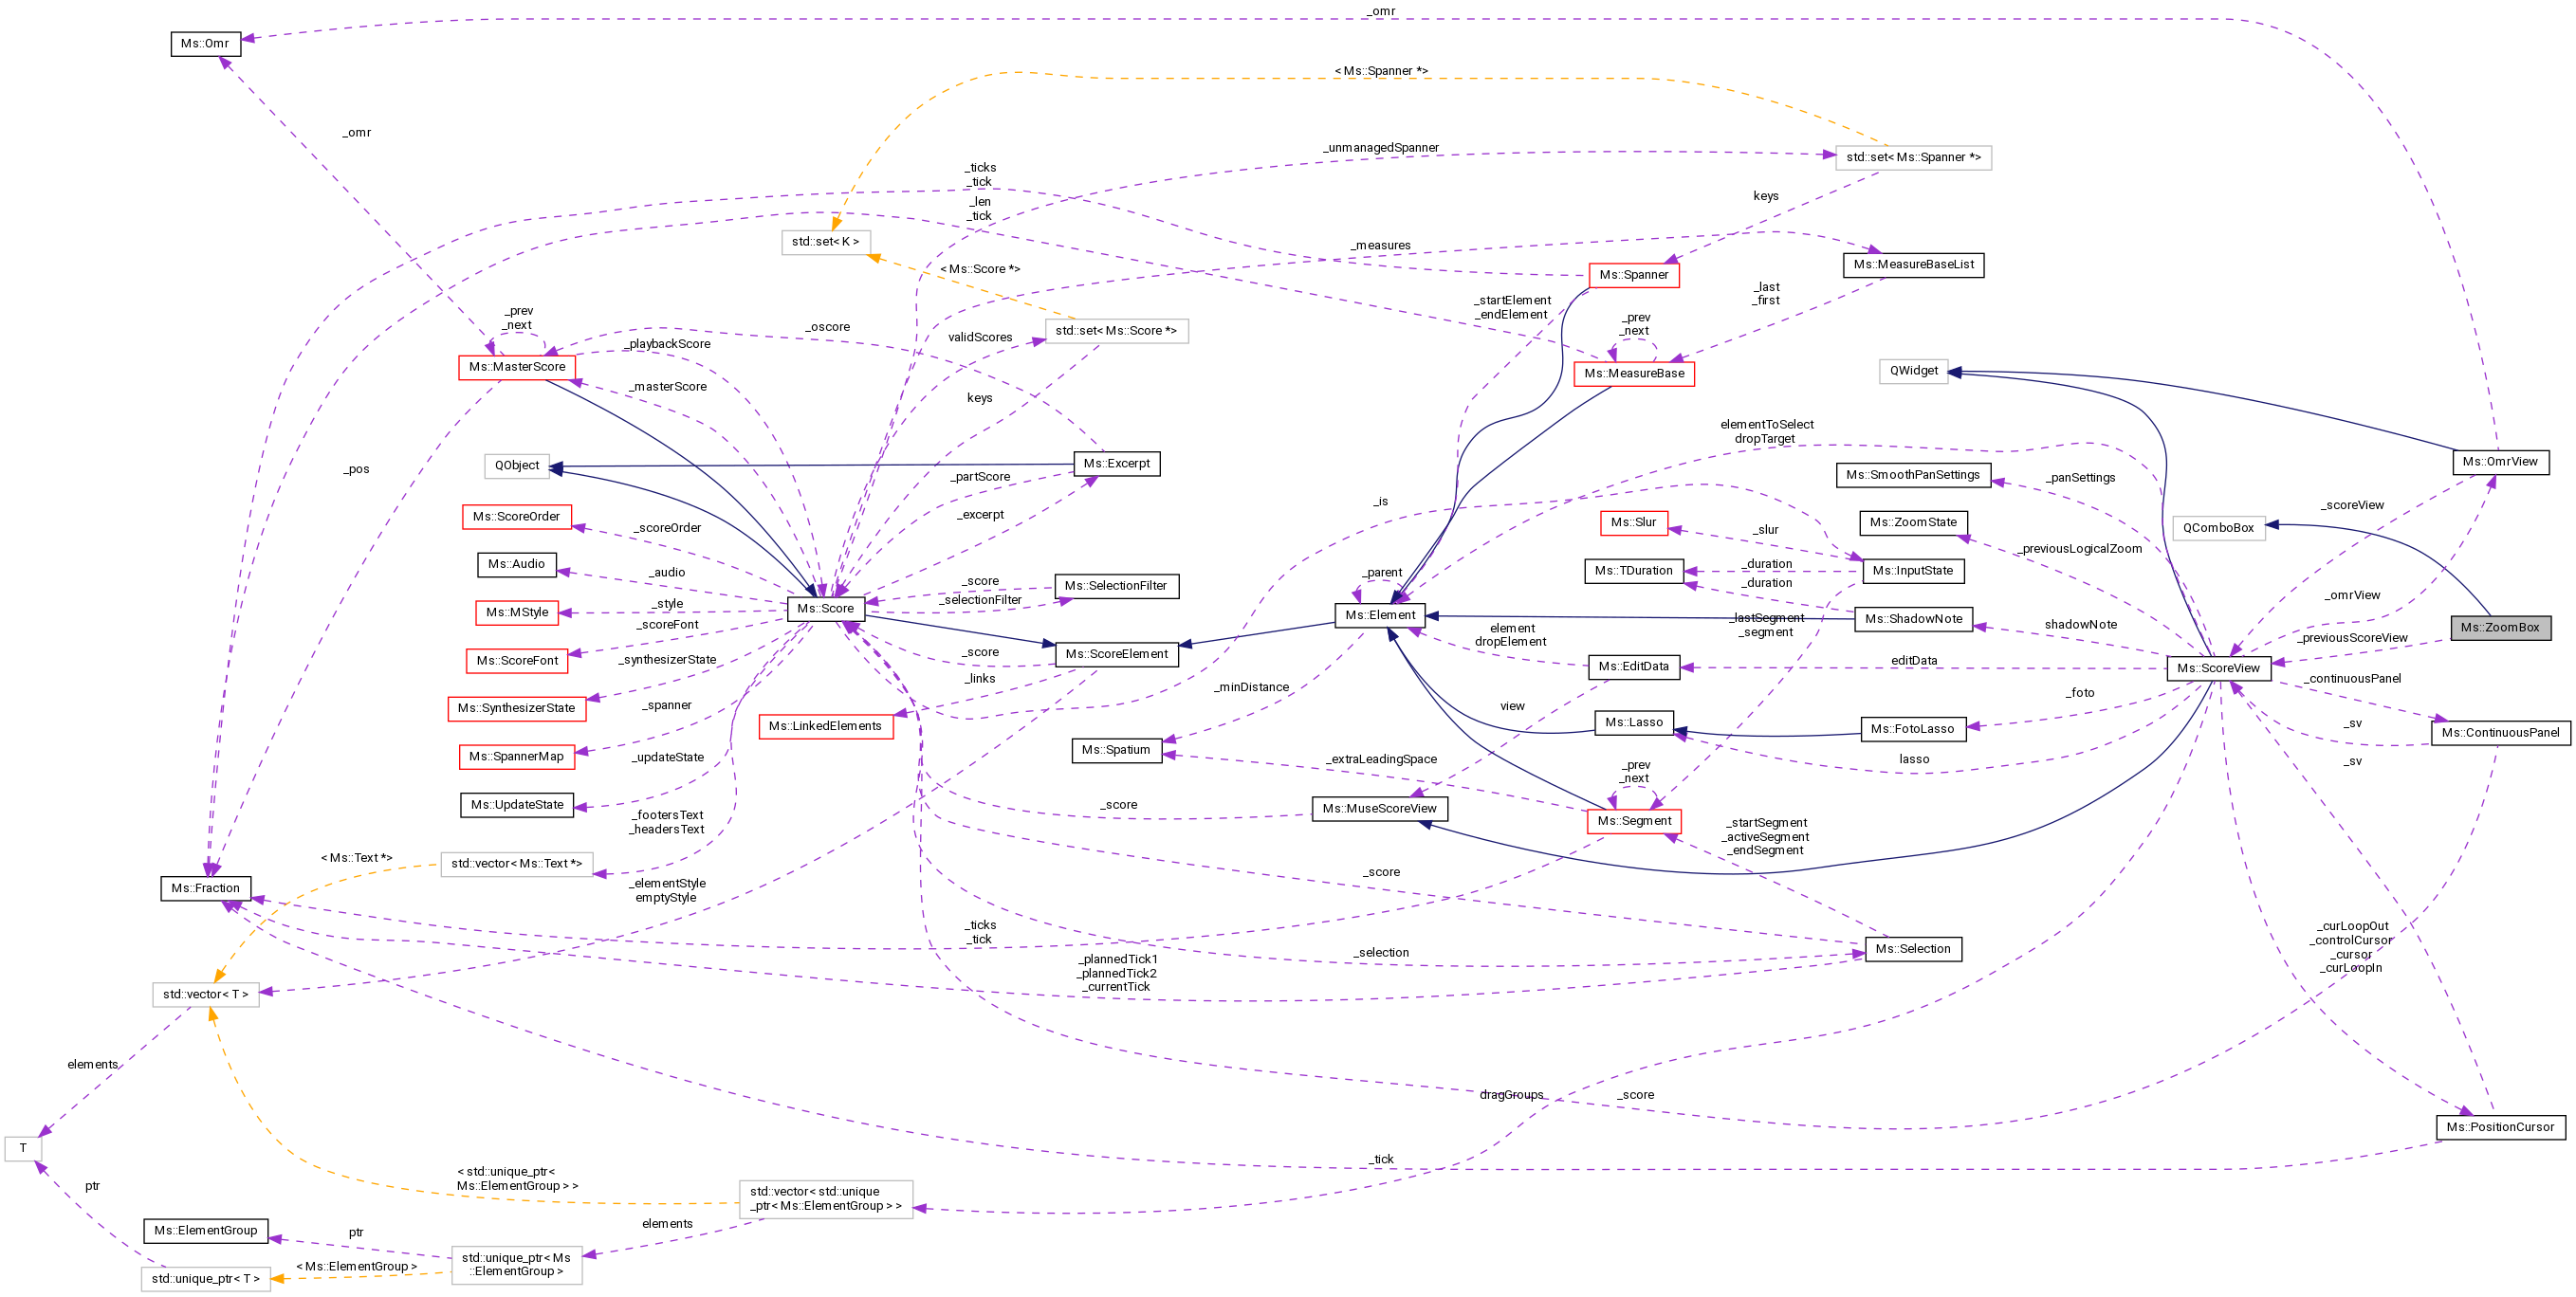 _omr
Ms::Omr
< Ms::Spanner *>
_omr
_unmanagedSpanner
std::set< Ms::Spanner *>
_ticks
_tick
keys
_len
_tick
std::set< K >
_measures
Ms::MeasureBaseList
< Ms::Score *>
Ms::Spanner
_last
_first
_startElement
_endElement
_prev
_next
_oscore
std::set< Ms::Score *>
validScores
_prev
_next
_playbackScore
Ms::MasterScore
Ms::MeasureBase
QWidget
_masterScore
keys
elementToSelect
dropTarget
_pos
QObject
Ms::Excerpt
Ms::OmrView
_partScore
Ms::SmoothPanSettings
_panSettings
_is
_scoreView
Ms::ScoreOrder
_excerpt
_scoreOrder
Ms::Slur
_slur
Ms::ZoomState
QComboBox
_previousLogicalZoom
Ms::Audio
_audio
_score
Ms::SelectionFilter
_parent
Ms::TDuration
_duration
_duration
Ms::InputState
_omrView
Ms::MStyle
_style
Ms::Score
_selectionFilter
Ms::Element
_lastSegment
_segment
Ms::ShadowNote
shadowNote
Ms::ZoomBox
_scoreFont
element
dropElement
_previousScoreView
Ms::ScoreFont
_synthesizerState
_score
Ms::ScoreElement
Ms::EditData
editData
Ms::ScoreView
_links
_minDistance
_continuousPanel
Ms::SynthesizerState
_spanner
Ms::LinkedElements
view
Ms::Lasso
_foto
Ms::FotoLasso
_sv
Ms::ContinuousPanel
Ms::SpannerMap
_updateState
Ms::Spatium
_extraLeadingSpace
_prev
_next
lasso
_sv
Ms::UpdateState
_footersText
_headersText
_score
Ms::MuseScoreView
Ms::Segment
_startSegment
_activeSegment
_endSegment
< Ms::Text *>
std::vector< Ms::Text *>
Ms::Fraction
_elementStyle
emptyStyle
_score
_ticks
_tick
_selection
Ms::Selection
_curLoopOut
_controlCursor
_cursor
_curLoopIn
_plannedTick1
_plannedTick2
_currentTick
std::vector< T >
elements
dragGroups
_score
Ms::PositionCursor
T
_tick
ptr
< std::unique_ptr<
Ms::ElementGroup > >
std::vector< std::unique
_ptr< Ms::ElementGroup > >
Ms::ElementGroup
ptr
elements
std::unique_ptr< Ms
::ElementGroup >
< Ms::ElementGroup >
std::unique_ptr< T >